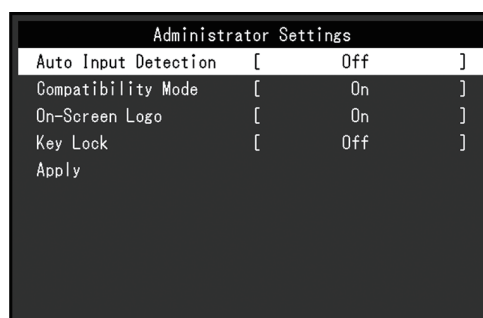 Administrator Settings
Auto Input Detection [ Off ]
Compatibility Mode [ On ]
On-Screen Logo [ On ]
Key Lock [ Off ]
Apply